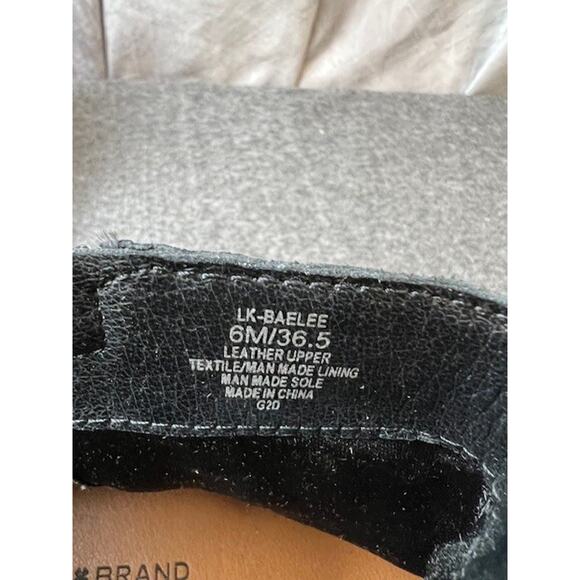 LK-BAELEE
6M/36.5
LEATHER UPPER
TEXTILE/MAN MADE LINING
MAN MADE SOLE
MADE IN CHINA
G2D
BRAND